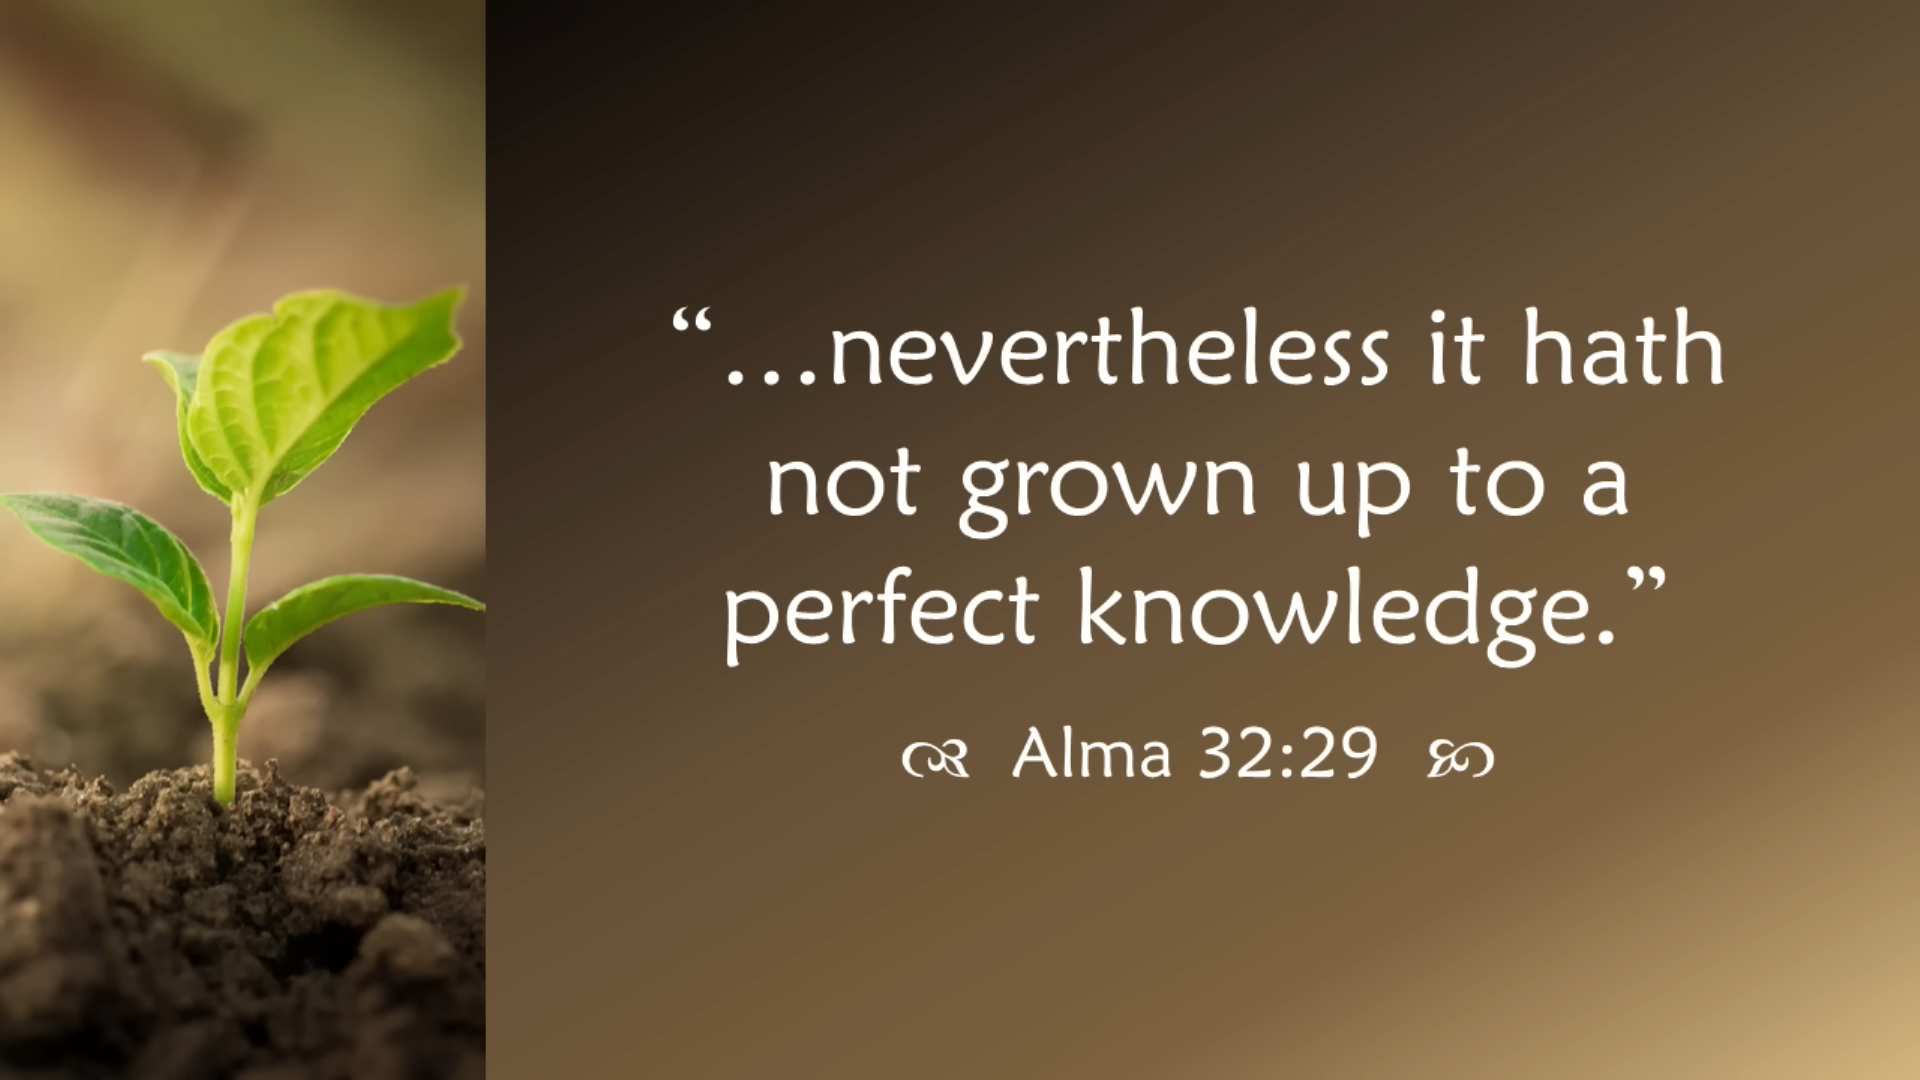 “…nevertheless it hath
not grown up to a
perfect knowledge.”
Alma 32:29